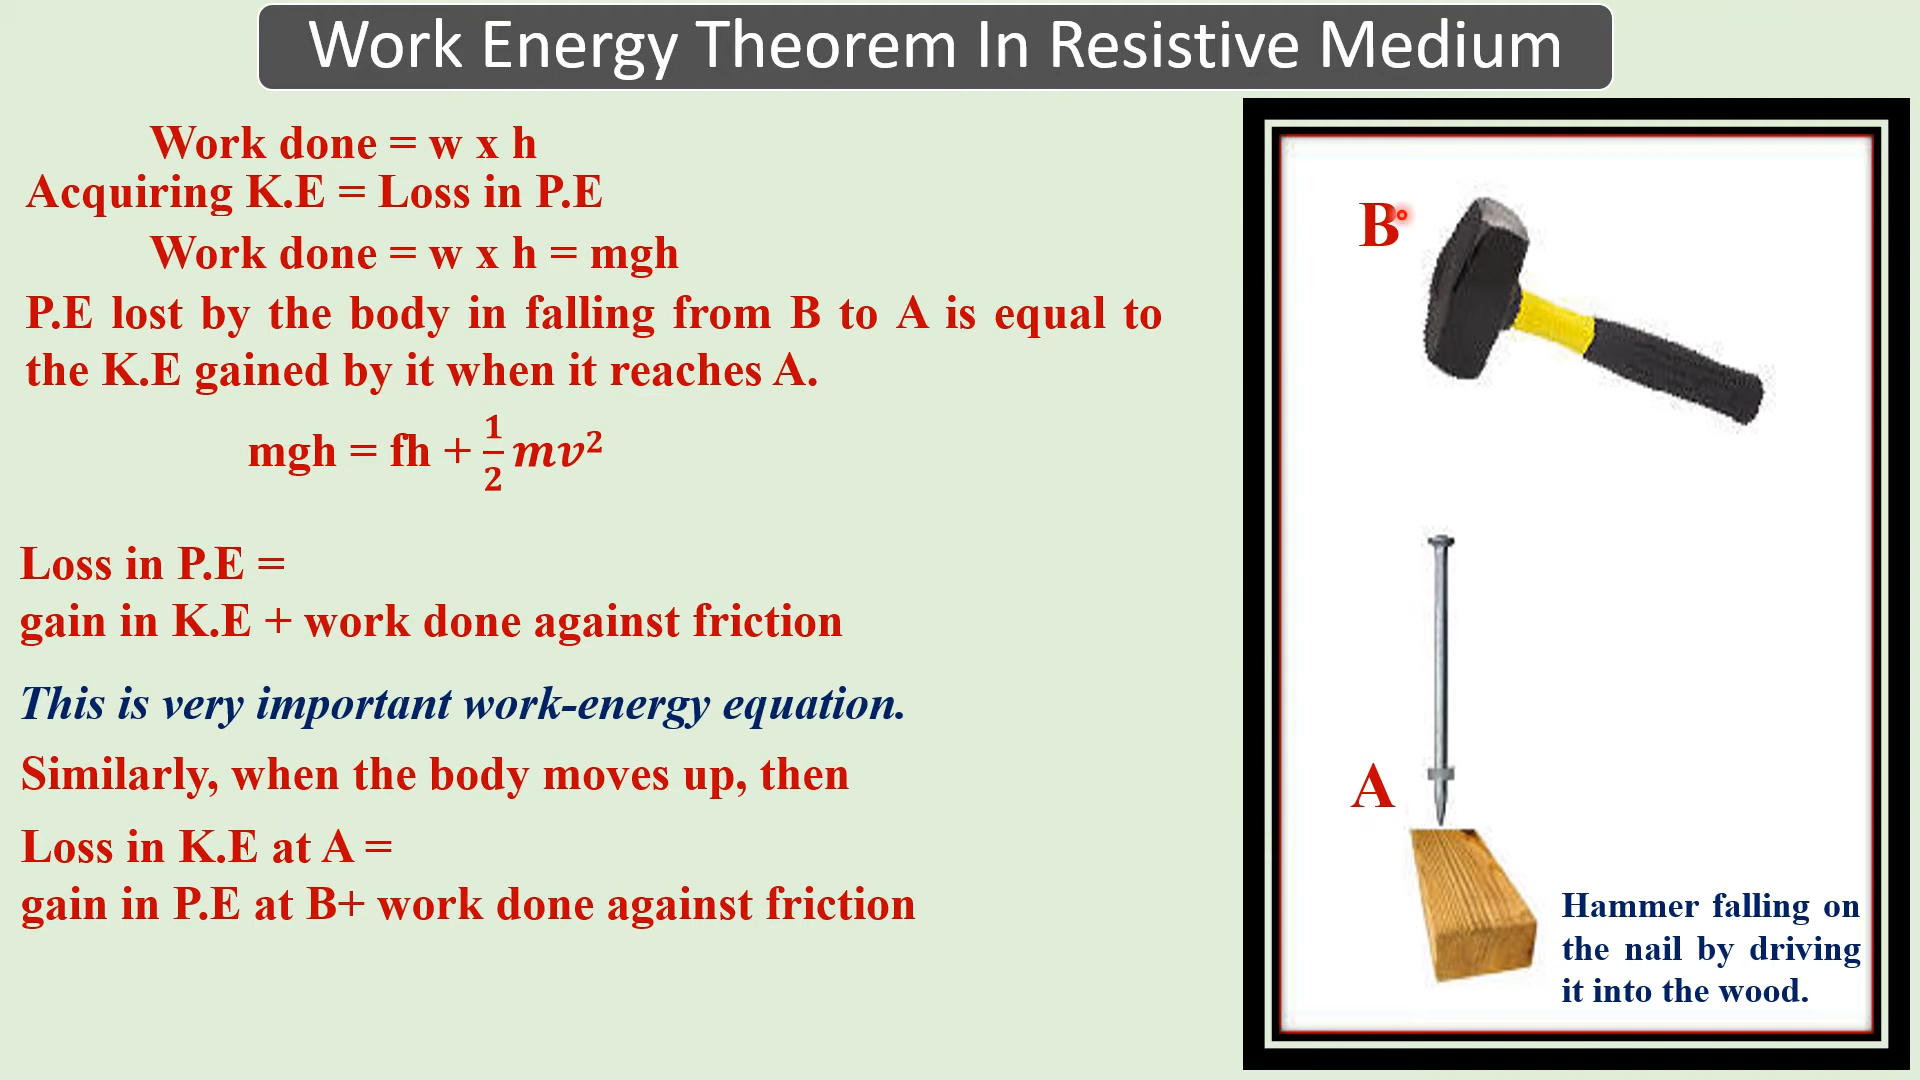 Work Energy Theorem In Resistive Medium
Work done = w x h
Acquiring K.E = Loss in P.E
Work done = w x h = mgh
P.E lost by the body in falling from B to A is equal to
the K.E gained by it when it reaches A.
mgh = fh + 1/2 mv²
Loss in P.E =
gain in K.E + work done against friction
This is very important work-energy equation.
Similarly, when the body moves up, then
Loss in K.E at A =
gain in P.E at B+ work done against friction
B
A
Hammer falling on
the nail by driving
it into the wood.